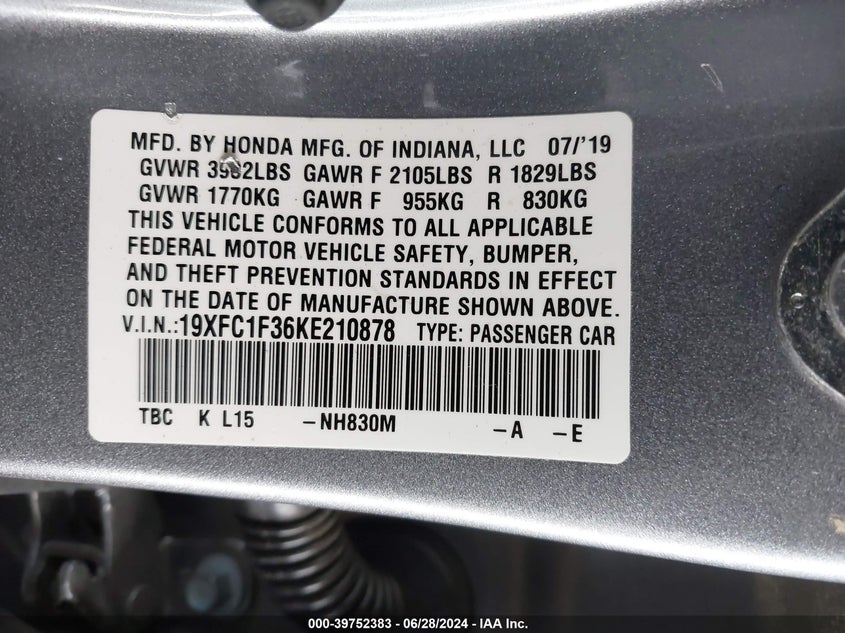 MFD. BY HONDA MFG. OF INDIANA, LLC 07/'19
GVWR LBS GAWR F 2105LBS R 1829LBS
GVWR 1770KG GAWR F 955KG R 830KG
THIS VEHICLE CONFORMS TO ALL APPLICABLE
FEDERAL MOTOR VEHICLE SAFETY, BUMPER,
AND THEFT PREVENTION STANDARDS IN EFFECT
ON THE DATE OF MANUFACTURE SHOWN ABOVE.
V.I.N.:19XFC1F36KE210878 TYPE: PASSENGER CAR
TBC K L15 -NH830M -A -E
000-39752383 - 06/28/2024 - IAA Inc.